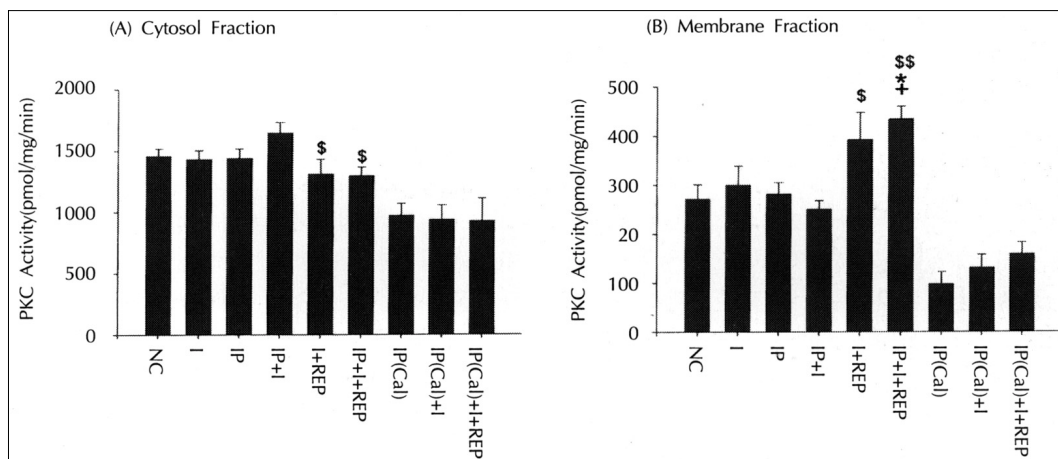 (A) Cytosol Fraction
PKC Activity(pmol/mg/min)
2000
1500
1000
500
0
$
$
NC
I
IP
IP+I
I+REP
IP+I+REP
IP(Cal)
IP(Cal)+I
IP(Cal)+I+REP
(B) Membrane Fraction
PKC Activity(pmol/mg/min)
500
400
300
20
100
0
$
$$
*
+
NC
I
IP
IP+I
I+REP
IP+I+REP
IP(Cal)
IP(Cal)+I
IP(Cal)+I+REP